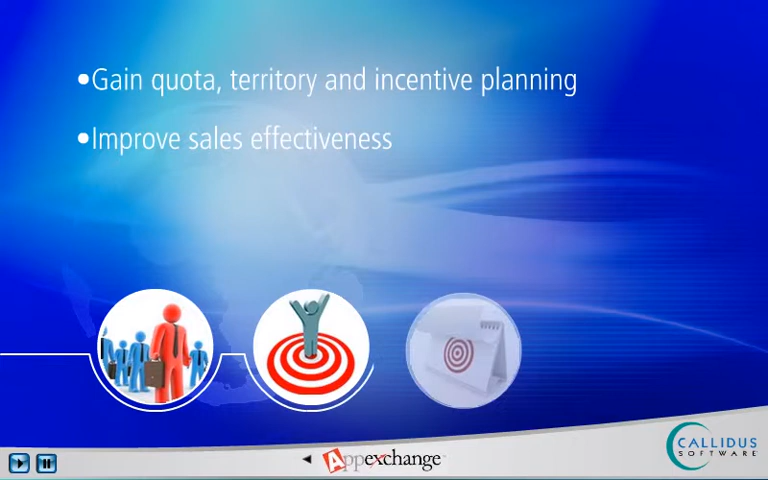 •Gain quota, territory and incentive planning
•Improve sales effectiveness
Appexchange
CALLIDUS
SOFTWARE